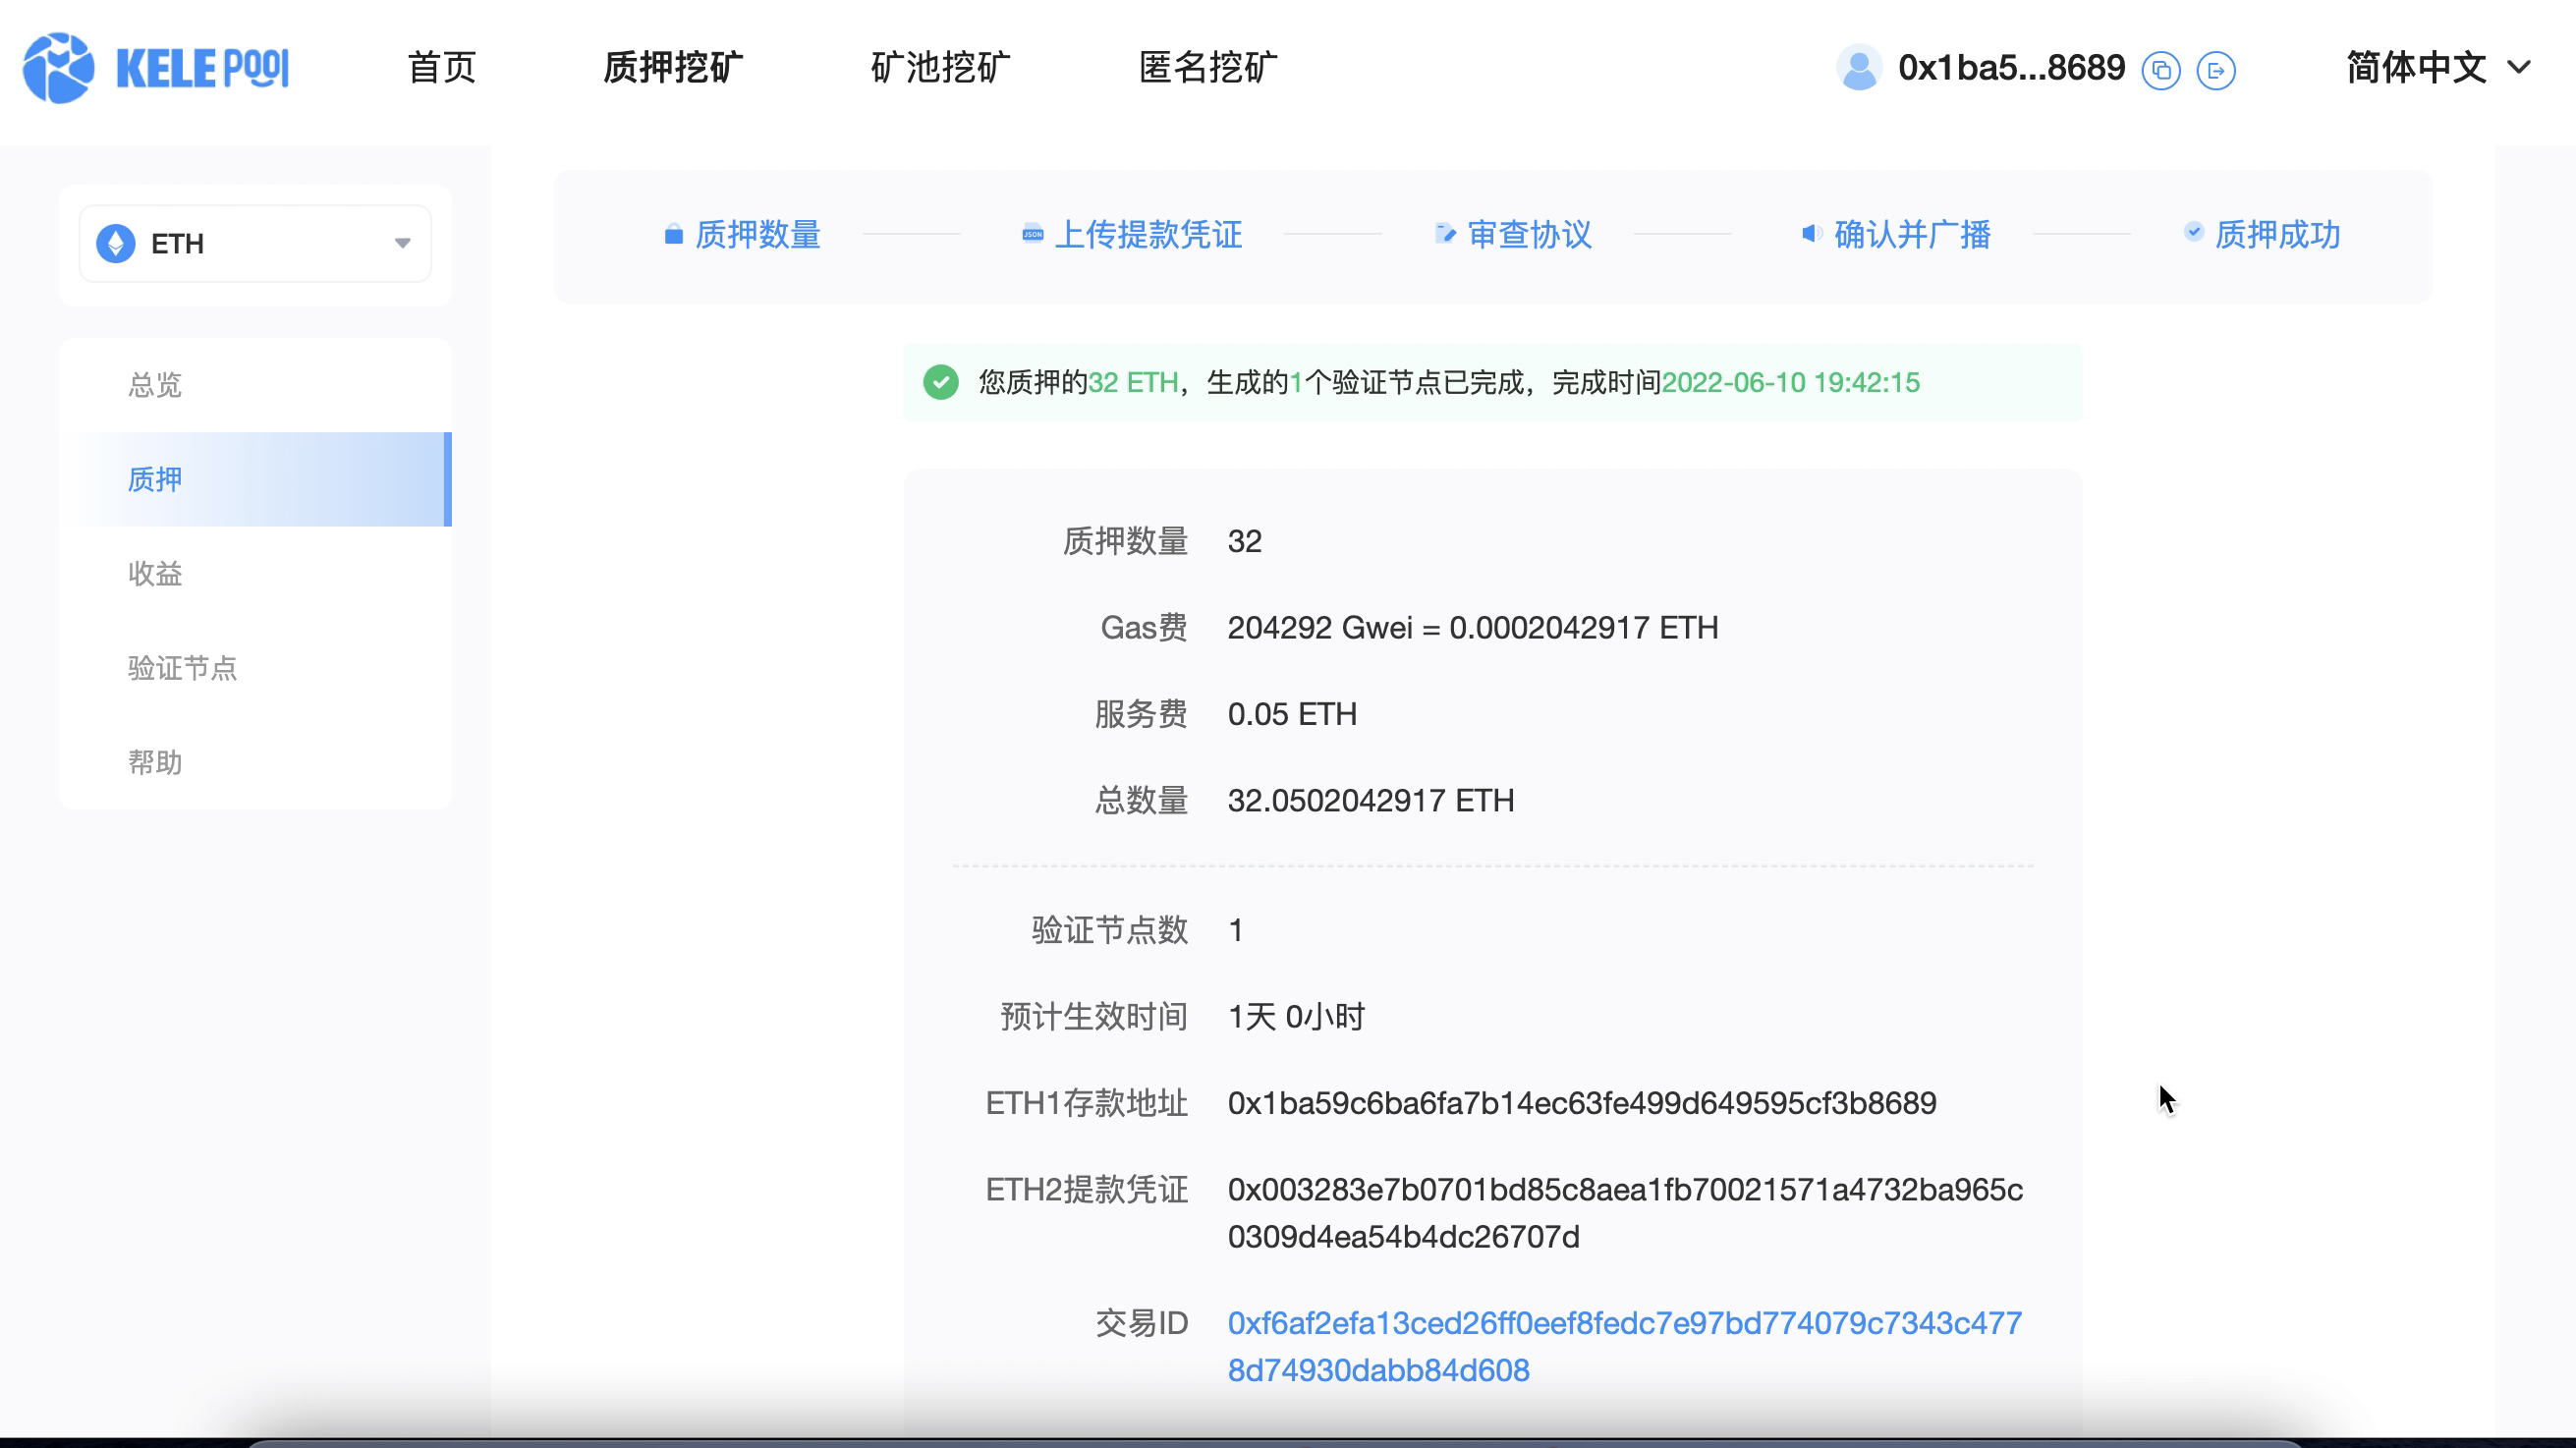 KELE POOl
首页
质押挖矿
矿池挖矿
匿名挖矿
0x1ba5...8689
简体中文
ETH
总览
质押
收益
验证节点
帮助
质押数量
JSON
上传提款凭证
审查协议
确认并广播
质押成功
您质押的32 ETH，生成的1个验证节点已完成，完成时间2022-06-10 19:42:15
质押数量 32
Gas费 204292 Gwei = 0.0002042917 ETH
服务费 0.05 ETH
总数量 32.0502042917 ETH
验证节点数 1
预计生效时间 1天 0小时
ETH1存款地址 0x1ba59c6ba6fa7b14ec63fe499d649595cf3b8689
ETH2提款凭证 0x003283e7b0701bd85c8aea1fb70021571a4732ba965c
0309d4ea54b4dc26707d
交易ID 0xf6af2efa13ced26ff0eef8fedc7e97bd774079c7343c477
8d74930dabb84d608